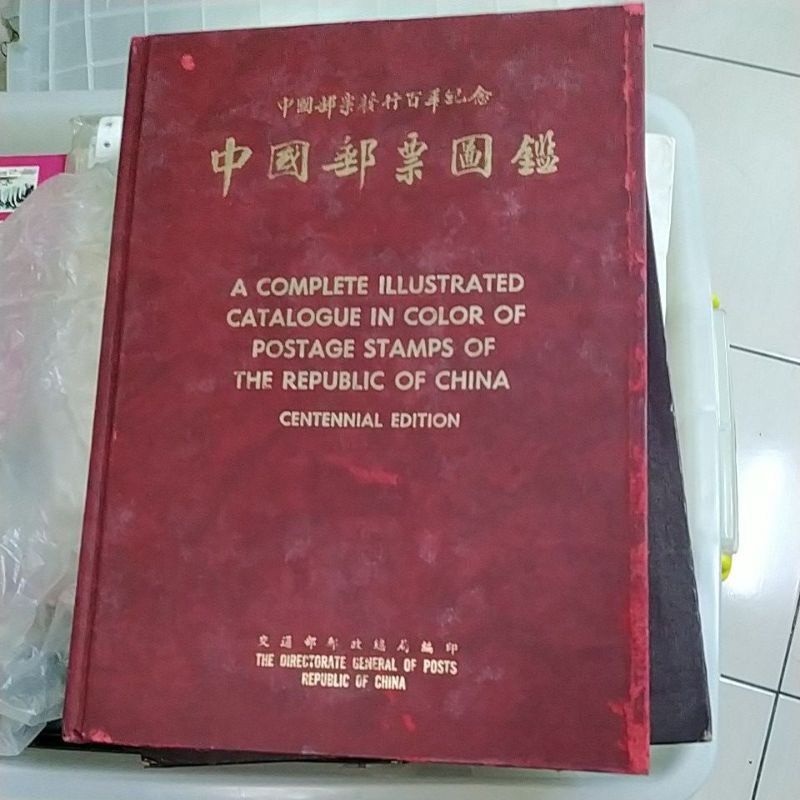 中國郵票發行百年紀念
中國郵票圖鑑
A COMPLETE ILLUSTRATED
CATALOGUE IN COLOR OF
POSTAGE STAMPS OF
THE REPUBLIC OF CHINA
CENTENNIAL EDITION
交通部郵政總局編印
THE DIRECTORATE GENERAL OF POSTS
REPUBLIC OF CHINA